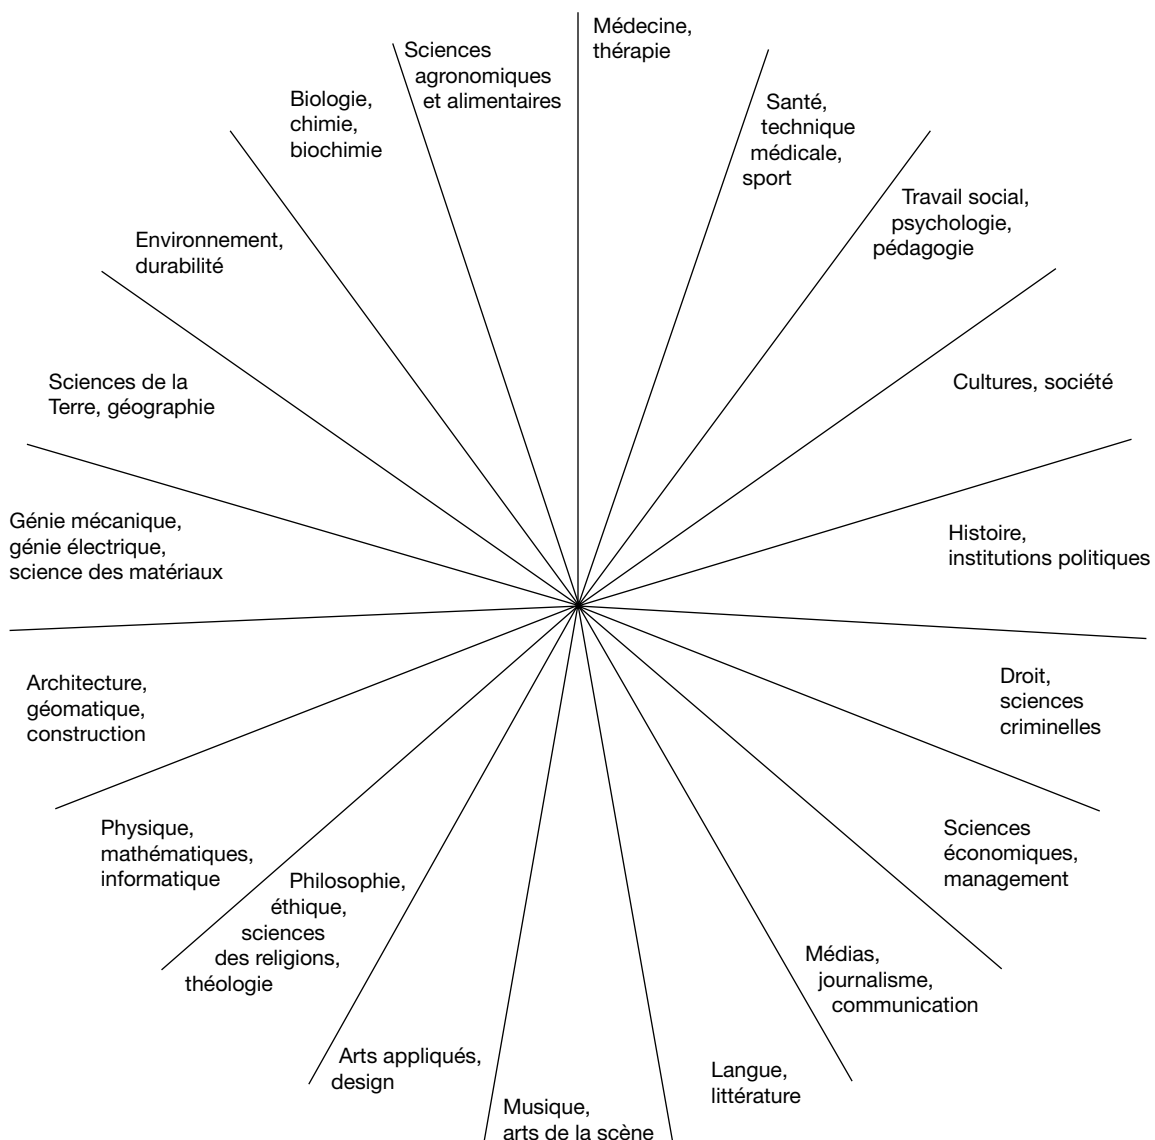 Médecine,
thérapie
Santé,
technique
médicale,
sport
Travail social,
psychologie,
pédagogie
Cultures, société
Histoire,
institutions politiques
Droit,
sciences
criminelles
Sciences
économiques,
management
Médias,
journalisme,
communication
Langue,
littérature
Musique,
arts de la scène
Arts appliqués,
design
Philosophie,
éthique,
sciences
des religions,
théologie
Physique,
mathématiques,
informatique
Architecture,
géomatique,
construction
Génie mécanique,
génie électrique,
science des matériaux
Sciences de la
Terre, géographie
Environnement,
durabilité
Biologie,
chimie,
biochimie
Sciences
agronomiques
et alimentaires